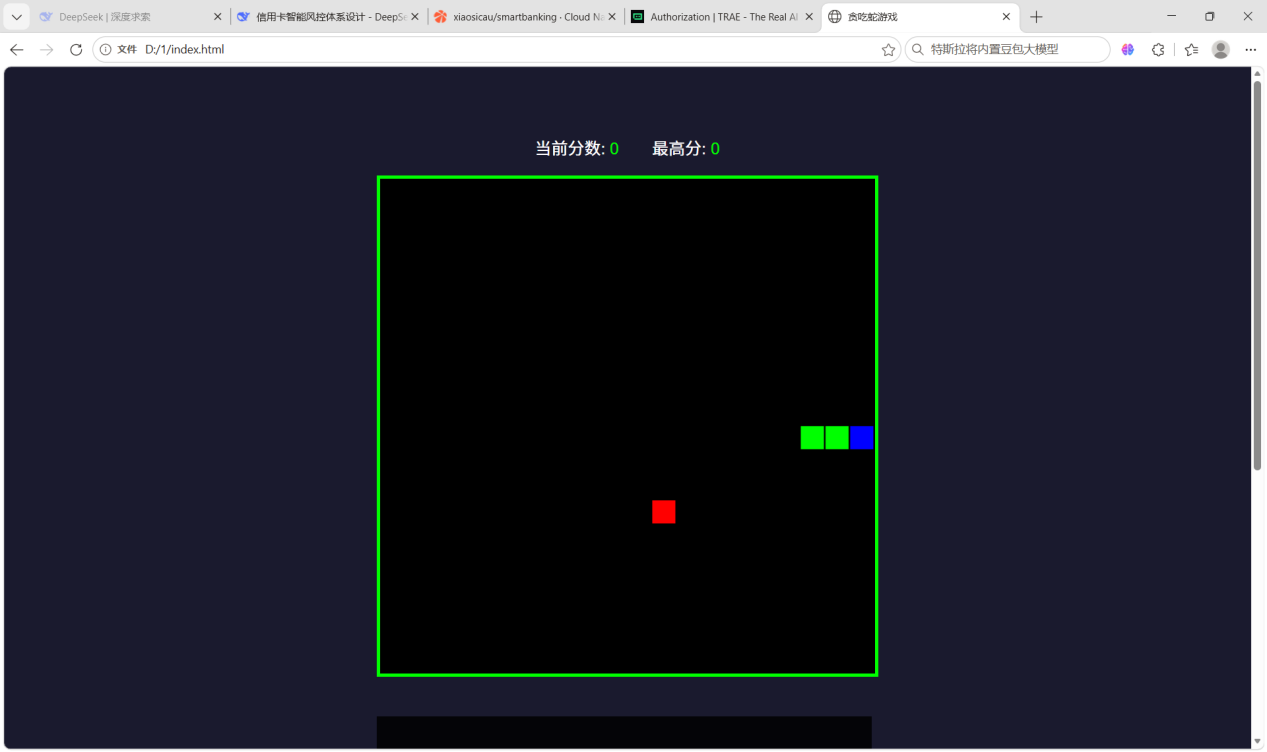 DeepSeek | 深度求索
信用卡智能风控体系设计 - DeepSe
xiaosicau/smartbanking · Cloud Na
Authorization | TRAE - The Real AI
贪吃蛇游戏
文件 D:/1/index.html
特斯拉将内置豆包大模型
当前分数: 0 最高分: 0